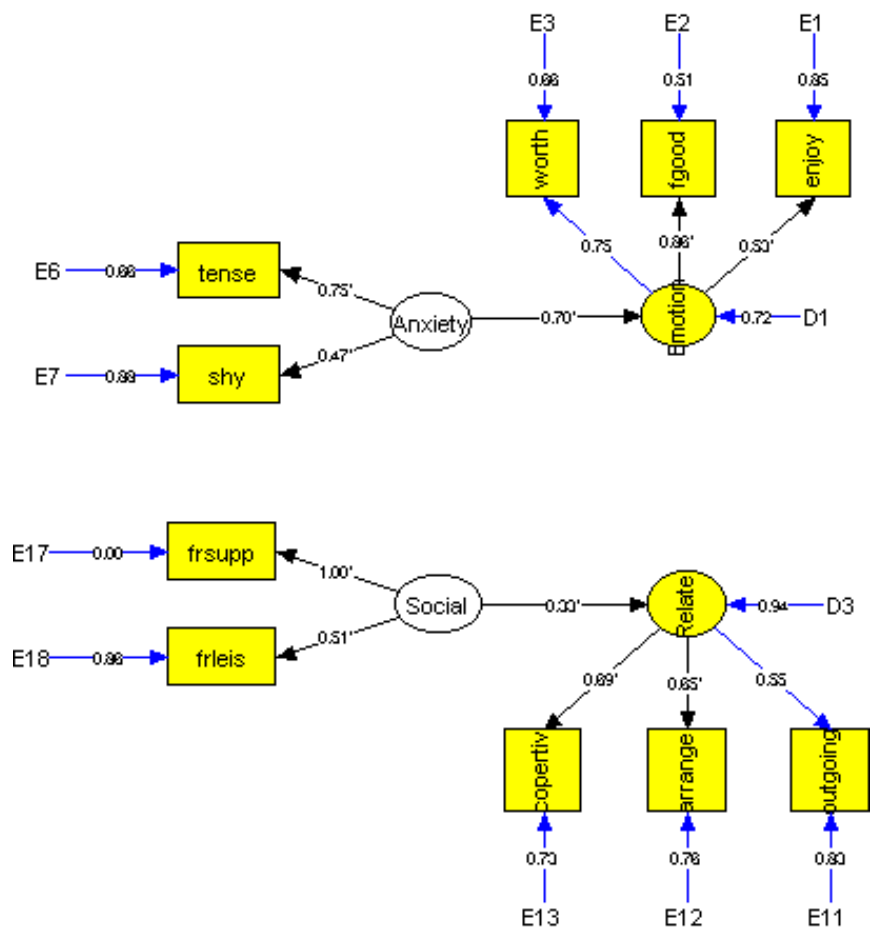 E3 E2 E1
0.66 0.51 0.85
worth fgood enjoy
0.75 0.86' 0.53'
E6 0.66 tense
0.75'
Anxiety 0.70' Emotion 0.72 D1
0.47'
E7 0.88 shy
E17 0.00 frsupp
1.00'
Social 0.33' Relate 0.94 D3
0.51'
E18 0.86 frleis
0.69' 0.65' 0.55
copertiv arrange outgoing
0.73 0.76 0.83
E13 E12 E11